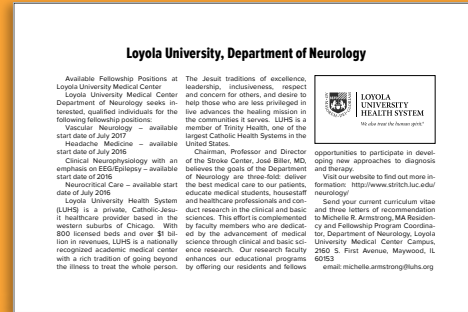 Loyola University, Department of Neurology
Available Fellowship Positions at
Loyola University Medical Center
Loyola University Medical Center
Department of Neurology seeks in-
terested, qualified individuals for the
following fellowship positions:
Vascular Neurology – available
start date of July 2017
Headache Medicine – available
start date of July 2016
Clinical Neurophysiology with an
emphasis on EEG/Epilepsy – available
start date of 2016
Neurocritical Care – available start
date of July 2016
Loyola University Health System
(LUHS) is a private, Catholic-Jesu-
it healthcare provider based in the
western suburbs of Chicago. With
800 licensed beds and over $1 bil-
lion in revenues, LUHS is a nationally
recognized academic medical center
with a rich tradition of going beyond
the illness to treat the whole person.
The Jesuit traditions of excellence,
leadership, inclusiveness, respect
and concern for others, and desire to
help those who are less privileged in
live advances the healing mission in
the communities it serves. LUHS is a
member of Trinity Health, one of the
largest Catholic Health Systems in the
United States.
Chairman, Professor and Director
of the Stroke Center, José Biller, MD,
believes the goals of the Department
of Neurology are three-fold: deliver
the best medical care to our patients,
educate medical students, housestaff
and healthcare professionals and con-
duct research in the clinical and basic
sciences. This effort is complemented
by faculty members who are dedicat-
ed by the advancement of medical
science through clinical and basic sci-
ence research. Our research faculty
enhances our educational programs
by offering our residents and fellows
LOYOLA
UNIVERSITY
HEALTH SYSTEM
We also treat the human spirit.®
opportunities to participate in devel-
oping new approaches to diagnosis
and therapy.
Visit our website to find out more in-
formation: http://www.stritch.luc.edu/
neurology/
Send your current curriculum vitae
and three letters of recommendation
to Michelle R. Armstrong, MA Residen-
cy and Fellowship Program Coordina-
tor, Department of Neurology, Loyola
University Medical Center Campus,
2160 S. First Avenue, Maywood, IL
60153
email: michelle.armstrong@luhs.org